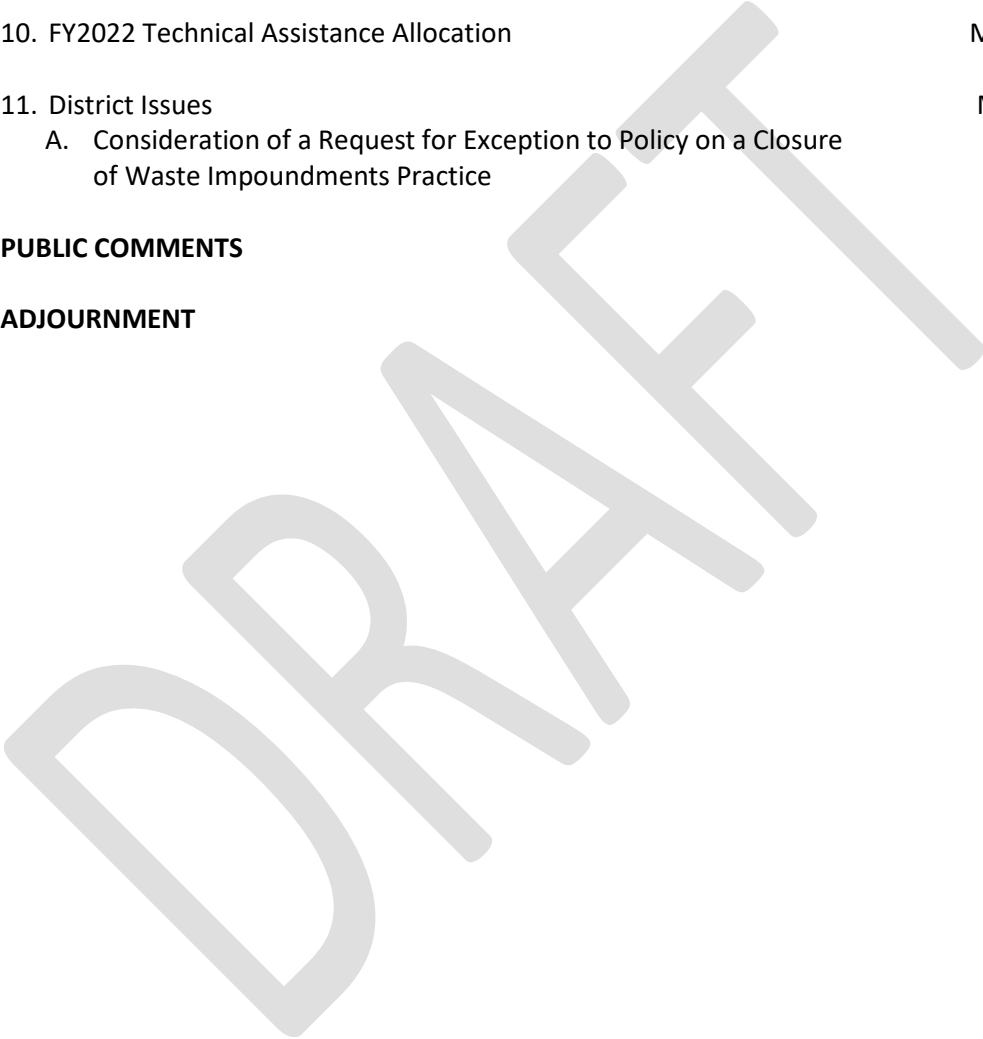 10. FY2022 Technical Assistance Allocation
11. District Issues
A. Consideration of a Request for Exception to Policy on a Closure
of Waste Impoundments Practice
PUBLIC COMMENTS
ADJOURNMENT
DRAFT